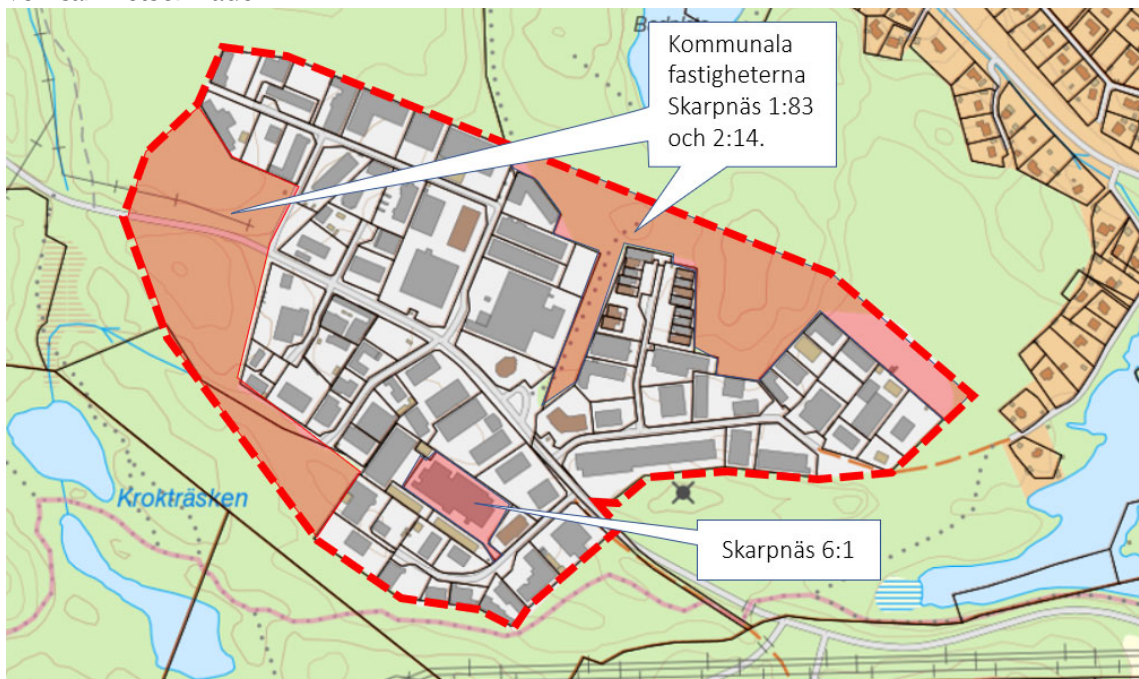 Kommunala
fastigheterna
Skarpnäs 1:83
och 2:14.
Krokträsken
Skarpnäs 6:1